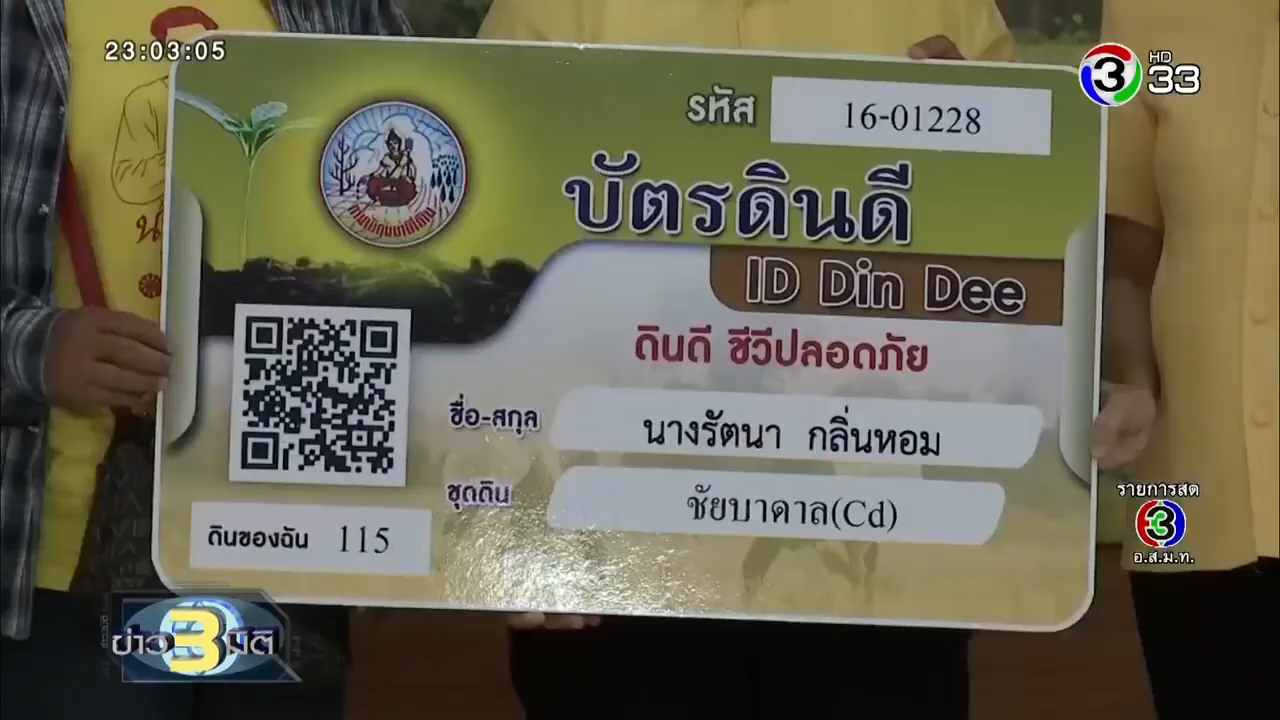 23:03:05
3 HD 33
รหัส 16-01228
บัตรดินดี
ID Din Dee
ดินดี ชีวีปลอดภัย
ชื่อ-สกุล นางรัตนา กลิ่นหอม
ชุดดิน ชัยบาดาล(Cd)
ดินของฉัน 115
รายการสด
3
อ.ส.ม.ท.
ข่าว 3 มิติ